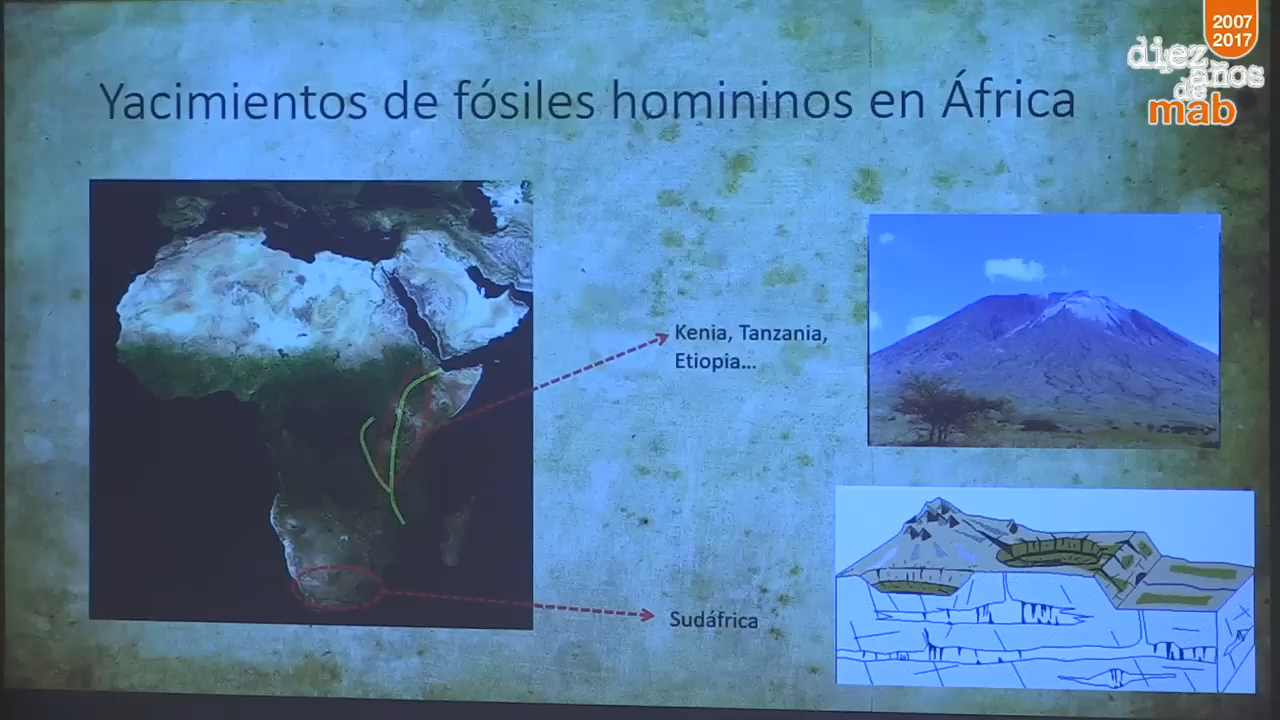 2007
2017
diez
años
de
mab
Yacimientos de fósiles homininos en África
Kenia, Tanzania,
Etiopia...
Sudáfrica